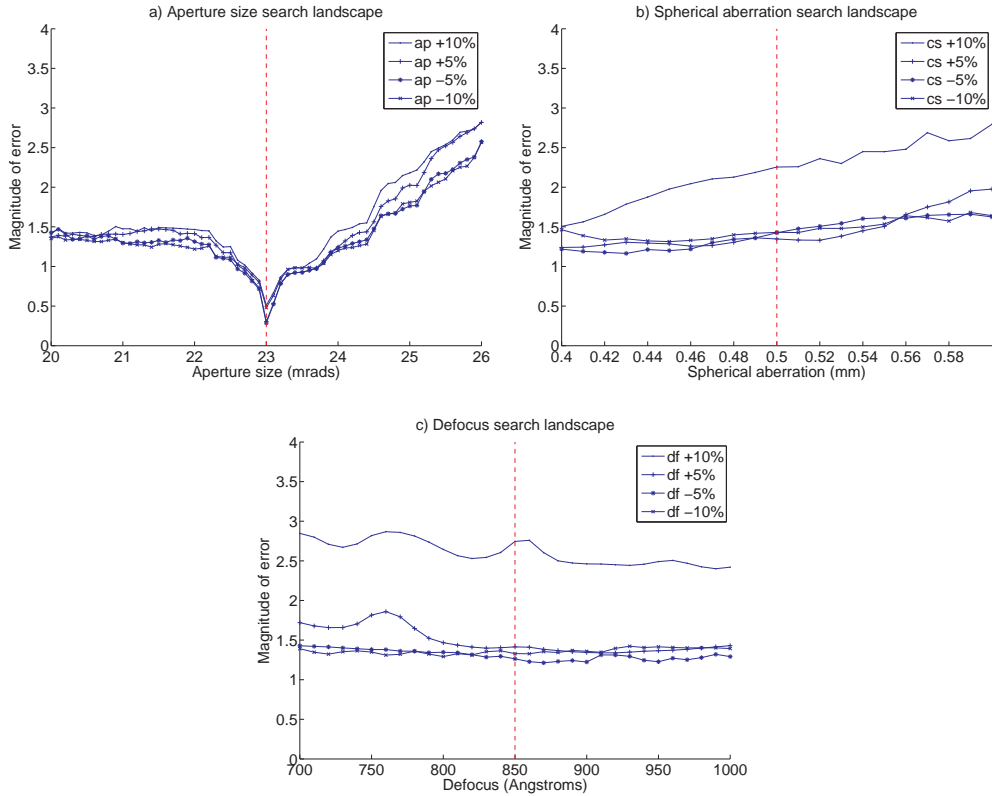 a) Aperture size search landscape
4
3.5
3
2.5
2
1.5
1
0.5
0
Magnitude of error
20 21 22 23 24 25 26
Aperture size (mrads)
ap +10%
ap +5%
ap −5%
ap −10%
b) Spherical aberration search landscape
4
3.5
3
2.5
2
1.5
1
0.5
0
Magnitude of error
0.4 0.42 0.44 0.46 0.48 0.5 0.52 0.54 0.56 0.58
Spherical aberration (mm)
cs +10%
cs +5%
cs −5%
cs −10%
c) Defocus search landscape
4
3.5
3
2.5
2
1.5
1
0.5
0
Magnitude of error
700 750 800 850 900 950 1000
Defocus (Angstroms)
df +10%
df +5%
df −5%
df −10%